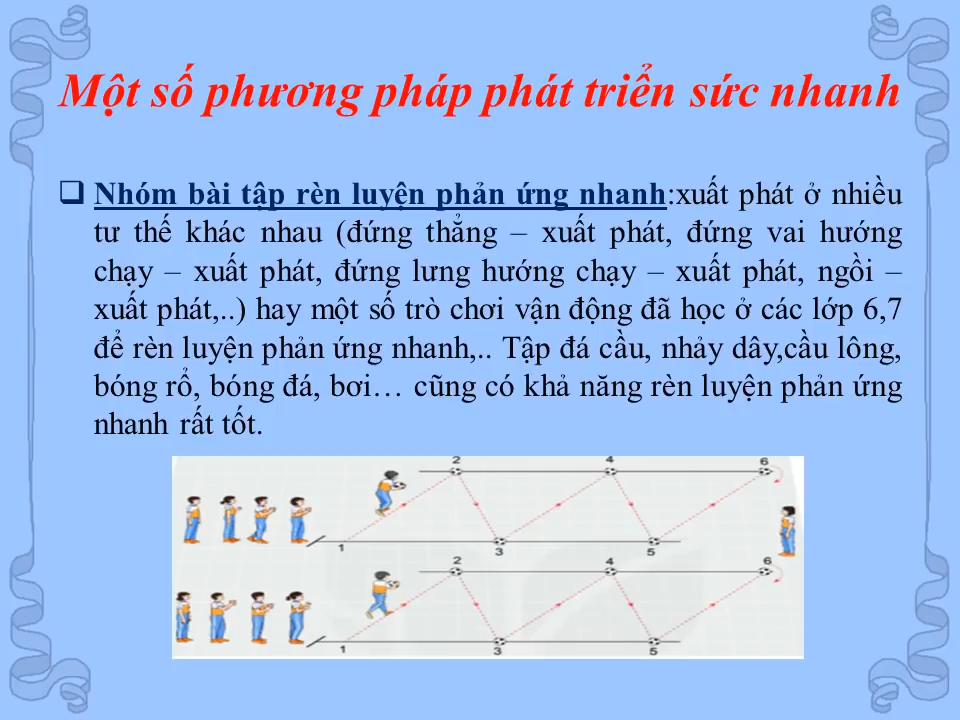 Một số phương pháp phát triển sức nhanh
Nhóm bài tập rèn luyện phản ứng nhanh:xuất phát ở nhiều
tư thế khác nhau (đứng thẳng – xuất phát, đứng vai hướng
chạy – xuất phát, đứng lưng hướng chạy – xuất phát, ngồi –
xuất phát,..) hay một số trò chơi vận động đã học ở các lớp 6,7
để rèn luyện phản ứng nhanh,.. Tập đá cầu, nhảy dây,cầu lông,
bóng rổ, bóng đá, bơi… cũng có khả năng rèn luyện phản ứng
nhanh rất tốt.
2 4 6
1 3 5
2 4 6
1 3 5